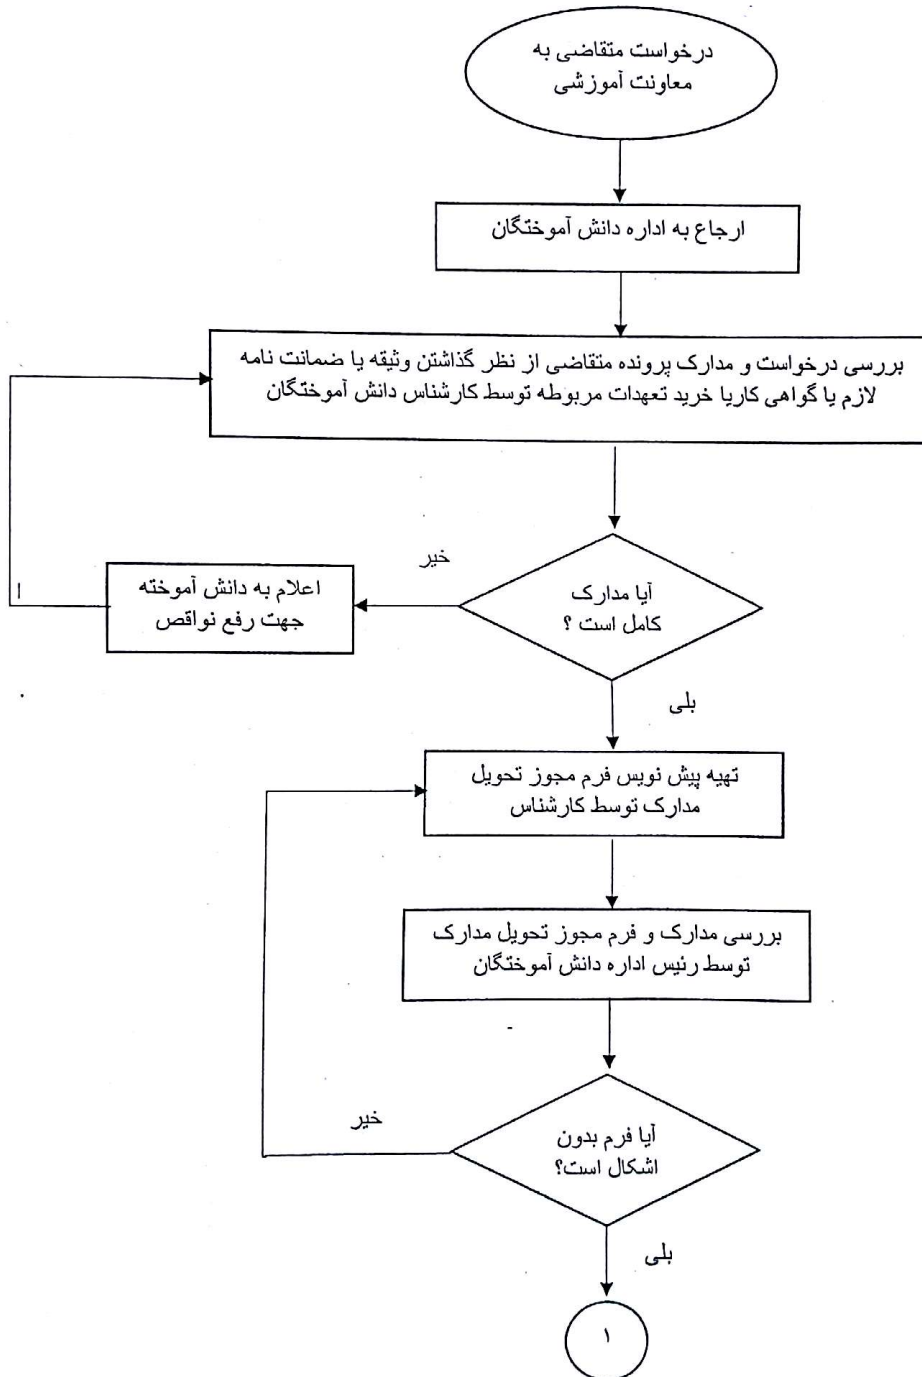 درخواست متقاضی به
معاونت آموزشی
ارجاع به اداره دانش آموختگان
بررسی درخواست و مدارک پرونده متقاضی از نظر گذاشتن وثیقه یا ضمانت نامه
لازم یا گواهی کاریا خرید تعهدات مربوطه توسط کارشناس دانش آموختگان
آیا مدارک
کامل است ؟
خیر
اعلام به دانش آموخته
جهت رفع نواقص
ا
بلی
تهیه پیش نویس فرم مجوز تحویل
مدارک توسط کارشناس
بررسی مدارک و فرم مجوز تحویل مدارک
توسط رئیس اداره دانش آموختگان
آیا فرم بدون
اشکال است؟
خیر
بلی
۱